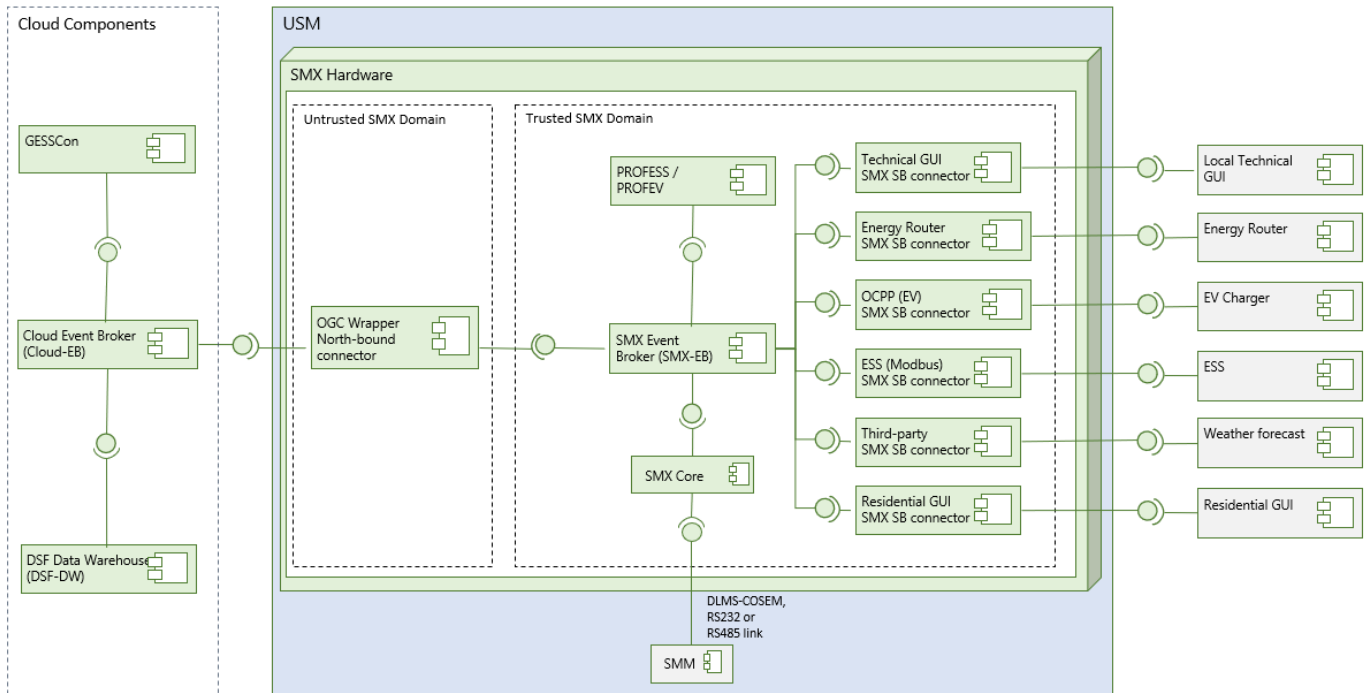 Cloud Components
USM
SMX Hardware
Untrusted SMX Domain
Trusted SMX Domain
GESSCon
Cloud Event Broker
(Cloud-EB)
DSF Data Warehouse
(DSF-DW)
OGC Wrapper
North-bound
connector
PROFESS /
PROFEV
SMX Event
Broker (SMX-EB)
SMX Core
DLMS-COSEM,
RS232 or
RS485 link
SMM
Technical GUI
SMX SB connector
Energy Router
SMX SB connector
OCPP (EV)
SMX SB connector
ESS (Modbus)
SMX SB connector
Third-party
SMX SB connector
Residential GUI
SMX SB connector
Local Technical
GUI
Energy Router
EV Charger
ESS
Weather forecast
Residential GUI